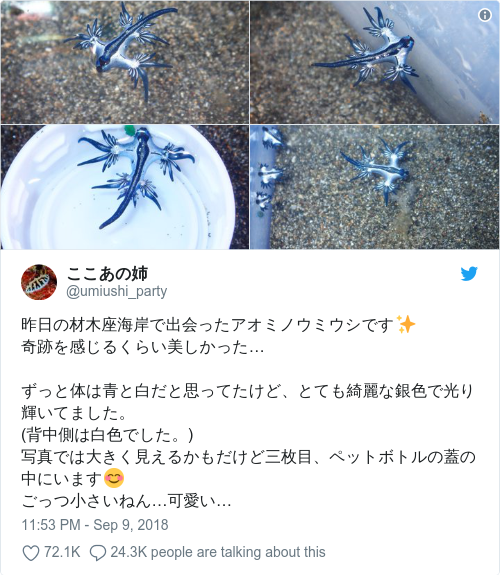 ここあの姉
@umiushi_party
昨日の材木座海岸で出会ったアオミノウミウシです✨
奇跡を感じるくらい美しかった…
ずっと体は青と白だと思ってたけど、とても綺麗な銀色で光り
輝いてました。
(背中側は白色でした。)
写真では大きく見えるかもだけど三枚目、ペットボトルの蓋の
中にいます😊
ごっつ小さいねん…可愛い…
11:53 PM - Sep 9, 2018
72.1K 24.3K people are talking about this